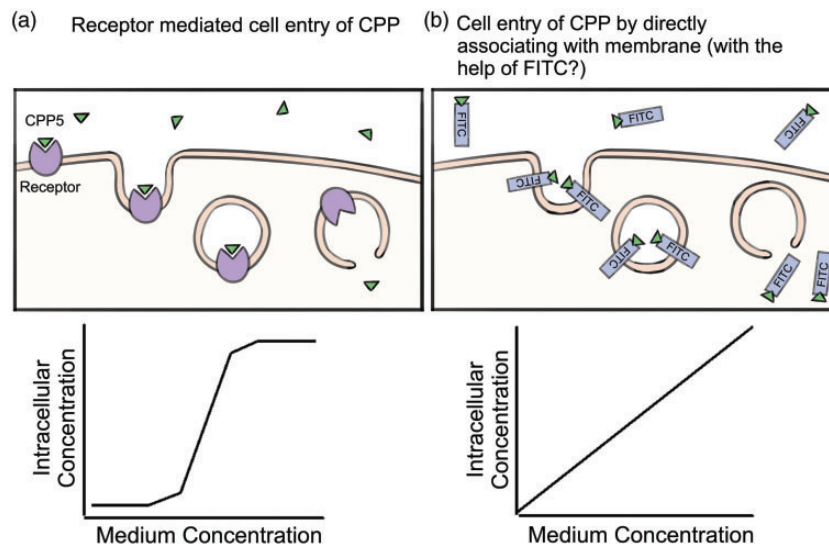 (a)
Receptor mediated cell entry of CPP
(b)
Cell entry of CPP by directly
associating with membrane (with the
help of FITC?)
CPP5
Receptor
FITC
FITC
FITC
FITC
FITC
FITC
FITC
FITC
FITC
Intracellular
Concentration
Medium Concentration
Intracellular
Concentration
Medium Concentration